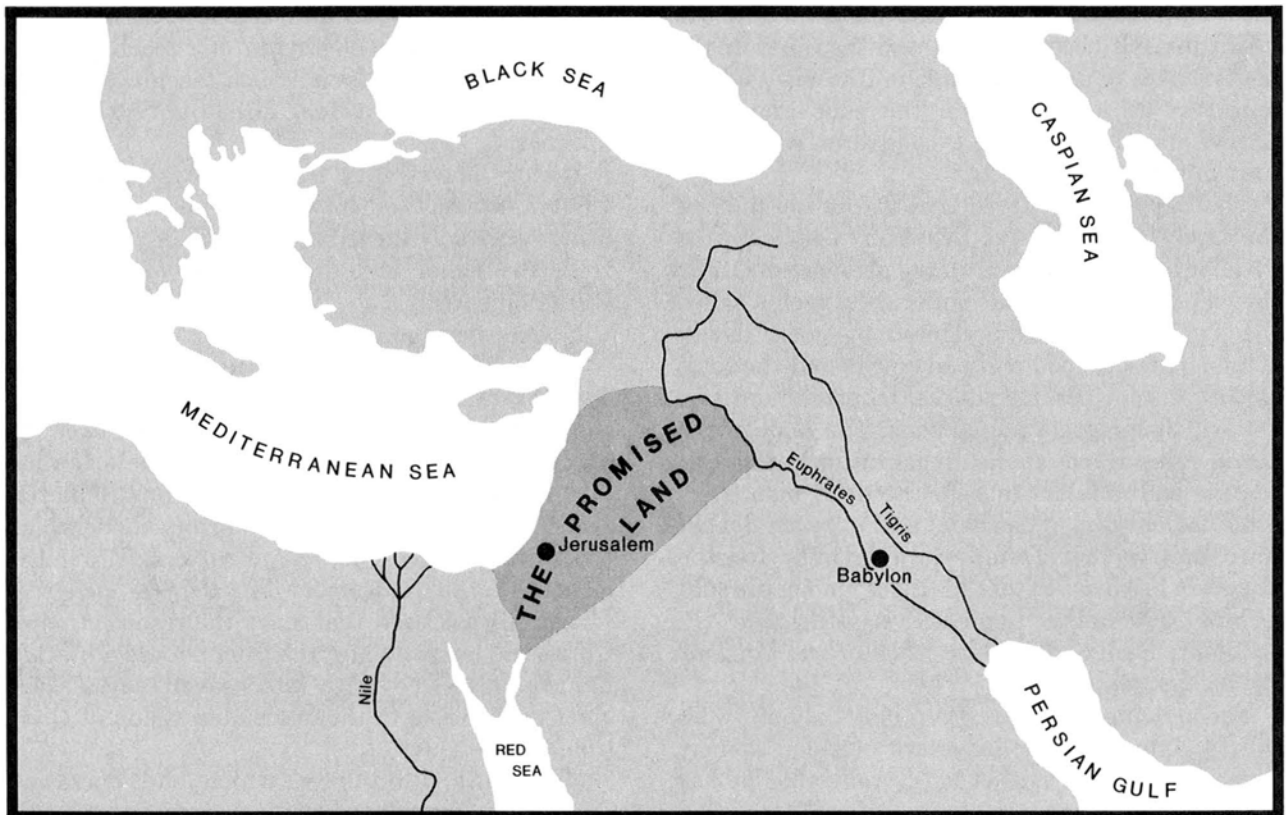 BLACK SEA
CASPIAN SEA
MEDITERRANEAN SEA
THE PROMISED
LAND
Jerusalem
Euphrates
Tigris
Babylon
Nile
RED
SEA
PERSIAN GULF